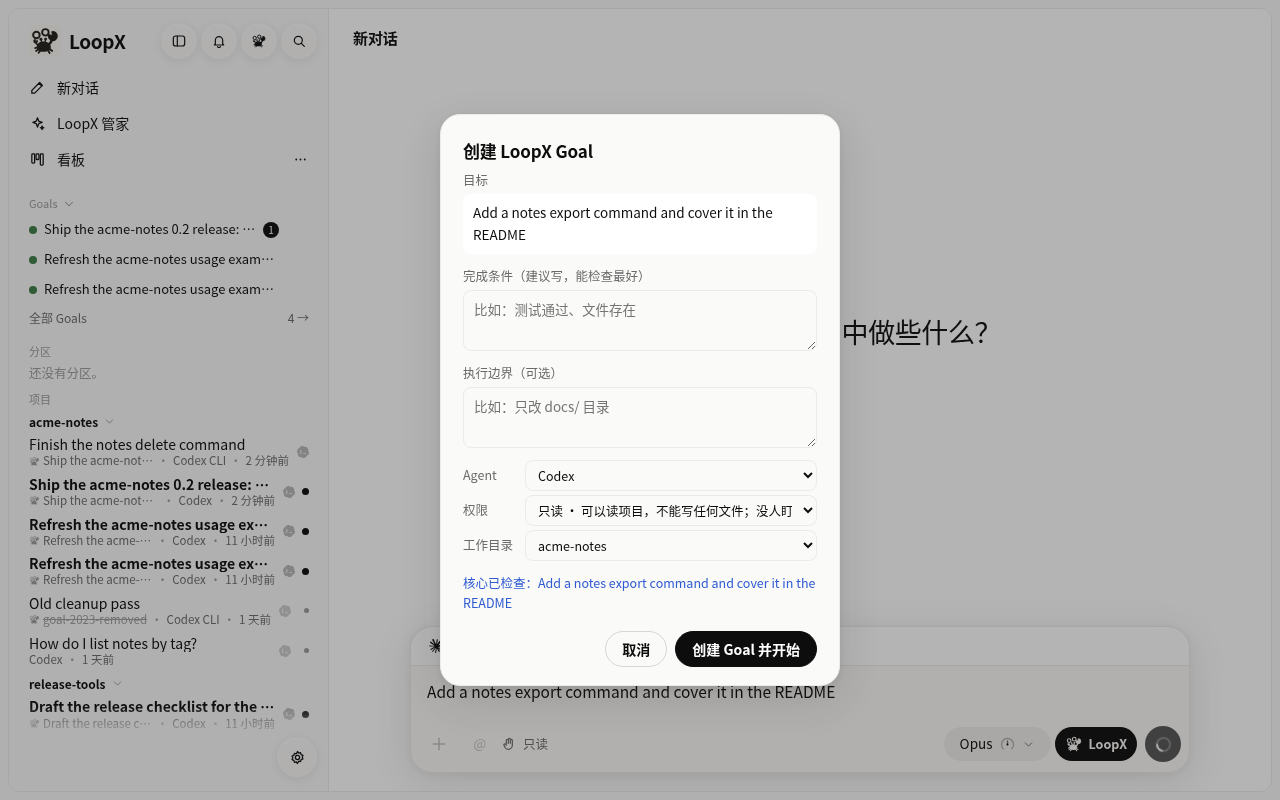 LoopX
新对话
LoopX 管家
看板
Goals
Ship the acme-notes 0.2 release: ···
1
Refresh the acme-notes usage exam···
Refresh the acme-notes usage exam···
全部 Goals
4 →
分区
还没有分区。
项目
acme-notes
Finish the notes delete command
Ship the acme-not··· · Codex CLI · 2 分钟前
Ship the acme-notes 0.2 release: ···
Ship the acme-not··· · Codex · 2 分钟前
Refresh the acme-notes usage ex···
Refresh the acme-··· · Codex · 11 小时前
Refresh the acme-notes usage ex···
Refresh the acme-··· · Codex · 11 小时前
Old cleanup pass
goal-2023-removed · Codex CLI · 1 天前
How do I list notes by tag?
Codex · 1 天前
release-tools
Draft the release checklist for the ···
Draft the release c··· · Codex · 11 小时前
新对话
中做些什么？
创建 LoopX Goal
目标
Add a notes export command and cover it in the
README
完成条件（建议写，能检查最好）
比如：测试通过、文件存在
执行边界（可选）
比如：只改 docs/ 目录
Agent
Codex
权限
只读 · 可以读项目，不能写任何文件；没人盯
工作目录
acme-notes
核心已检查：Add a notes export command and cover it in the
README
取消
创建 Goal 并开始
Add a notes export command and cover it in the README
@
只读
Opus
LoopX